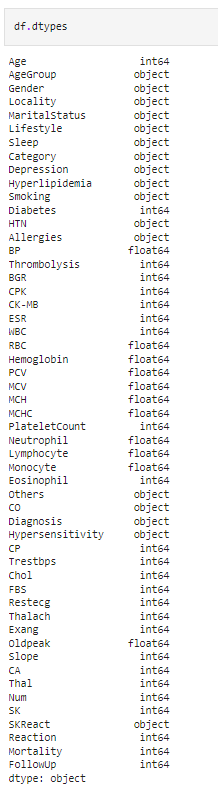 df.dtypes
Age int64
AgeGroup object
Gender object
Locality object
MaritalStatus object
Lifestyle object
Sleep object
Category object
Depression object
Hyperlipidemia object
Smoking object
Diabetes int64
HTN object
Allergies object
BP float64
Thrombolysis int64
BGR int64
CPK int64
CK-MB int64
ESR int64
WBC int64
RBC float64
Hemoglobin float64
PCV float64
MCV float64
MCH float64
MCHC float64
PlateletCount int64
Neutrophil float64
Lymphocyte float64
Monocyte float64
Eosinophil int64
Others object
CO object
Diagnosis object
Hypersensitivity object
CP int64
Trestbps int64
Chol int64
FBS int64
Restecg int64
Thalach int64
Exang int64
Oldpeak float64
Slope int64
CA int64
Thal int64
Num int64
SK int64
SKReact object
Reaction int64
Mortality int64
FollowUp int64
dtype: object